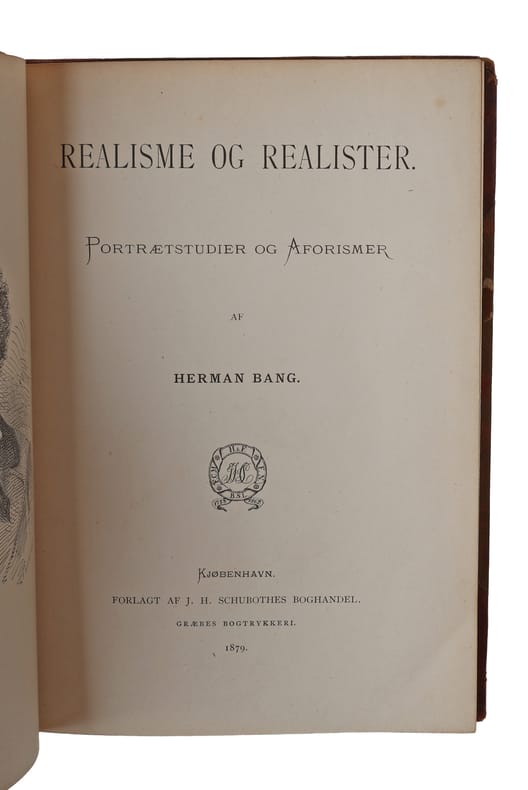 REALISME OG REALISTER.
PORTRÆTSTUDIER OG AFORISMER
AF
HERMAN BANG.
KJØBENHAVN.
FORLAGT AF J. H. SCHUBOTHES BOGHANDEL.
GRÆBES BOGTRYKKERI.
1879.